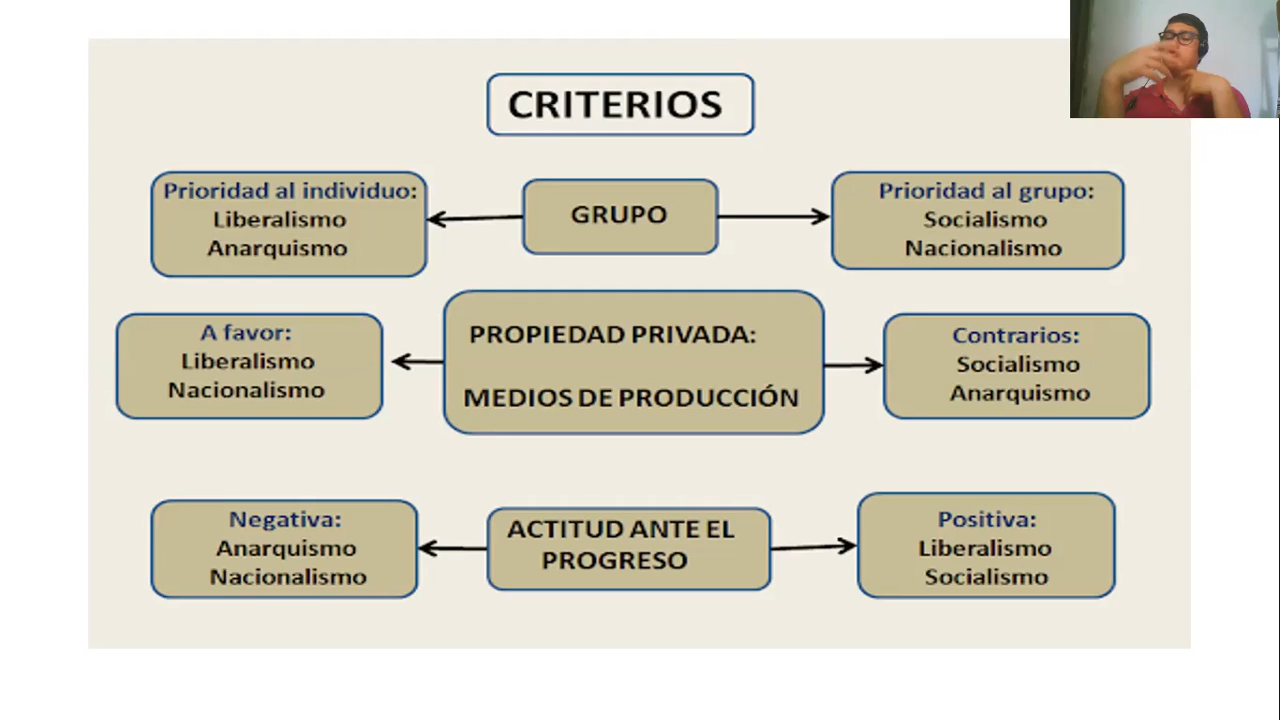 CRITERIOS
Prioridad al individuo:
Liberalismo
Anarquismo
GRUPO
Prioridad al grupo:
Socialismo
Nacionalismo
A favor:
Liberalismo
Nacionalismo
PROPIEDAD PRIVADA:
MEDIOS DE PRODUCCIÓN
Contrarios:
Socialismo
Anarquismo
Negativa:
Anarquismo
Nacionalismo
ACTITUD ANTE EL
PROGRESO
Positiva:
Liberalismo
Socialismo